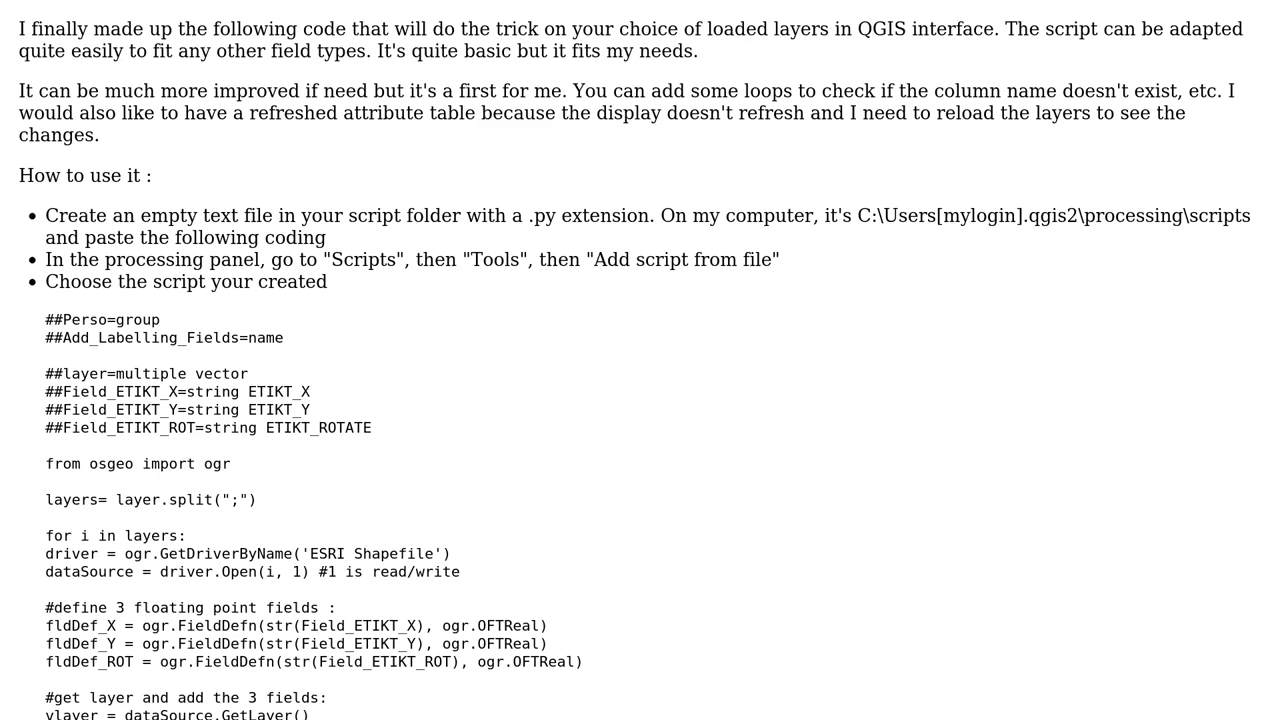 I finally made up the following code that will do the trick on your choice of loaded layers in QGIS interface. The script can be adapted
quite easily to fit any other field types. It's quite basic but it fits my needs.
It can be much more improved if need but it's a first for me. You can add some loops to check if the column name doesn't exist, etc. I
would also like to have a refreshed attribute table because the display doesn't refresh and I need to reload the layers to see the
changes.
How to use it :
• Create an empty text file in your script folder with a .py extension. On my computer, it's C:\Users[mylogin].qgis2\processing\scripts
and paste the following coding
• In the processing panel, go to "Scripts", then "Tools", then "Add script from file"
• Choose the script your created
##Perso=group
##Add_Labelling_Fields=name
##layer=multiple vector
##Field_ETIKT_X=string ETIKT_X
##Field_ETIKT_Y=string ETIKT_Y
##Field_ETIKT_ROT=string ETIKT_ROTATE
from osgeo import ogr
layers= layer.split(";")
for i in layers:
driver = ogr.GetDriverByName('ESRI Shapefile')
dataSource = driver.Open(i, 1) #1 is read/write
#define 3 floating point fields :
fldDef_X = ogr.FieldDefn(str(Field_ETIKT_X), ogr.OFTReal)
fldDef_Y = ogr.FieldDefn(str(Field_ETIKT_Y), ogr.OFTReal)
fldDef_ROT = ogr.FieldDefn(str(Field_ETIKT_ROT), ogr.OFTReal)
#get layer and add the 3 fields:
vlayer = dataSource.GetLayer()